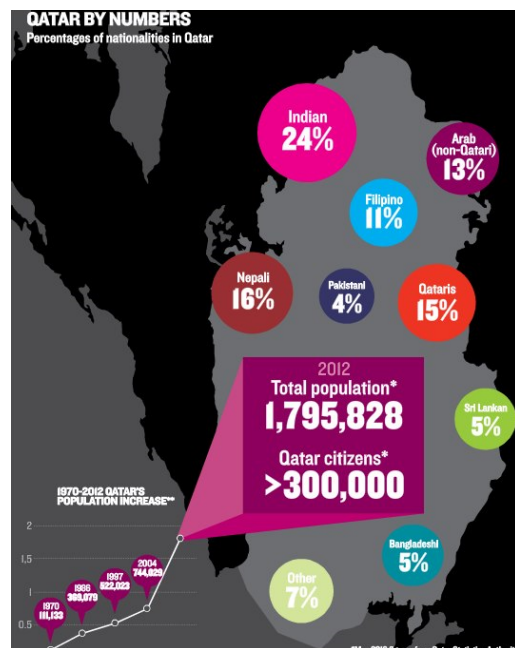 QATAR BY NUMBERS
Percentages of nationalities in Qatar
Indian
24%
Arab
(non-Qatari)
13%
Filipino
11%
Nepali
16%
Pakistani
4%
Qataris
15%
2012
Total population*
1,795,828
Qatar citizens*
>300,000
Sri Lankan
5%
1970-2012 QATAR'S
POPULATION INCREASE**
2
1.5
1
0.5
1970
111,133
1986
369,079
1997
522,023
2004
744,029
Bangladeshi
5%
Other
7%